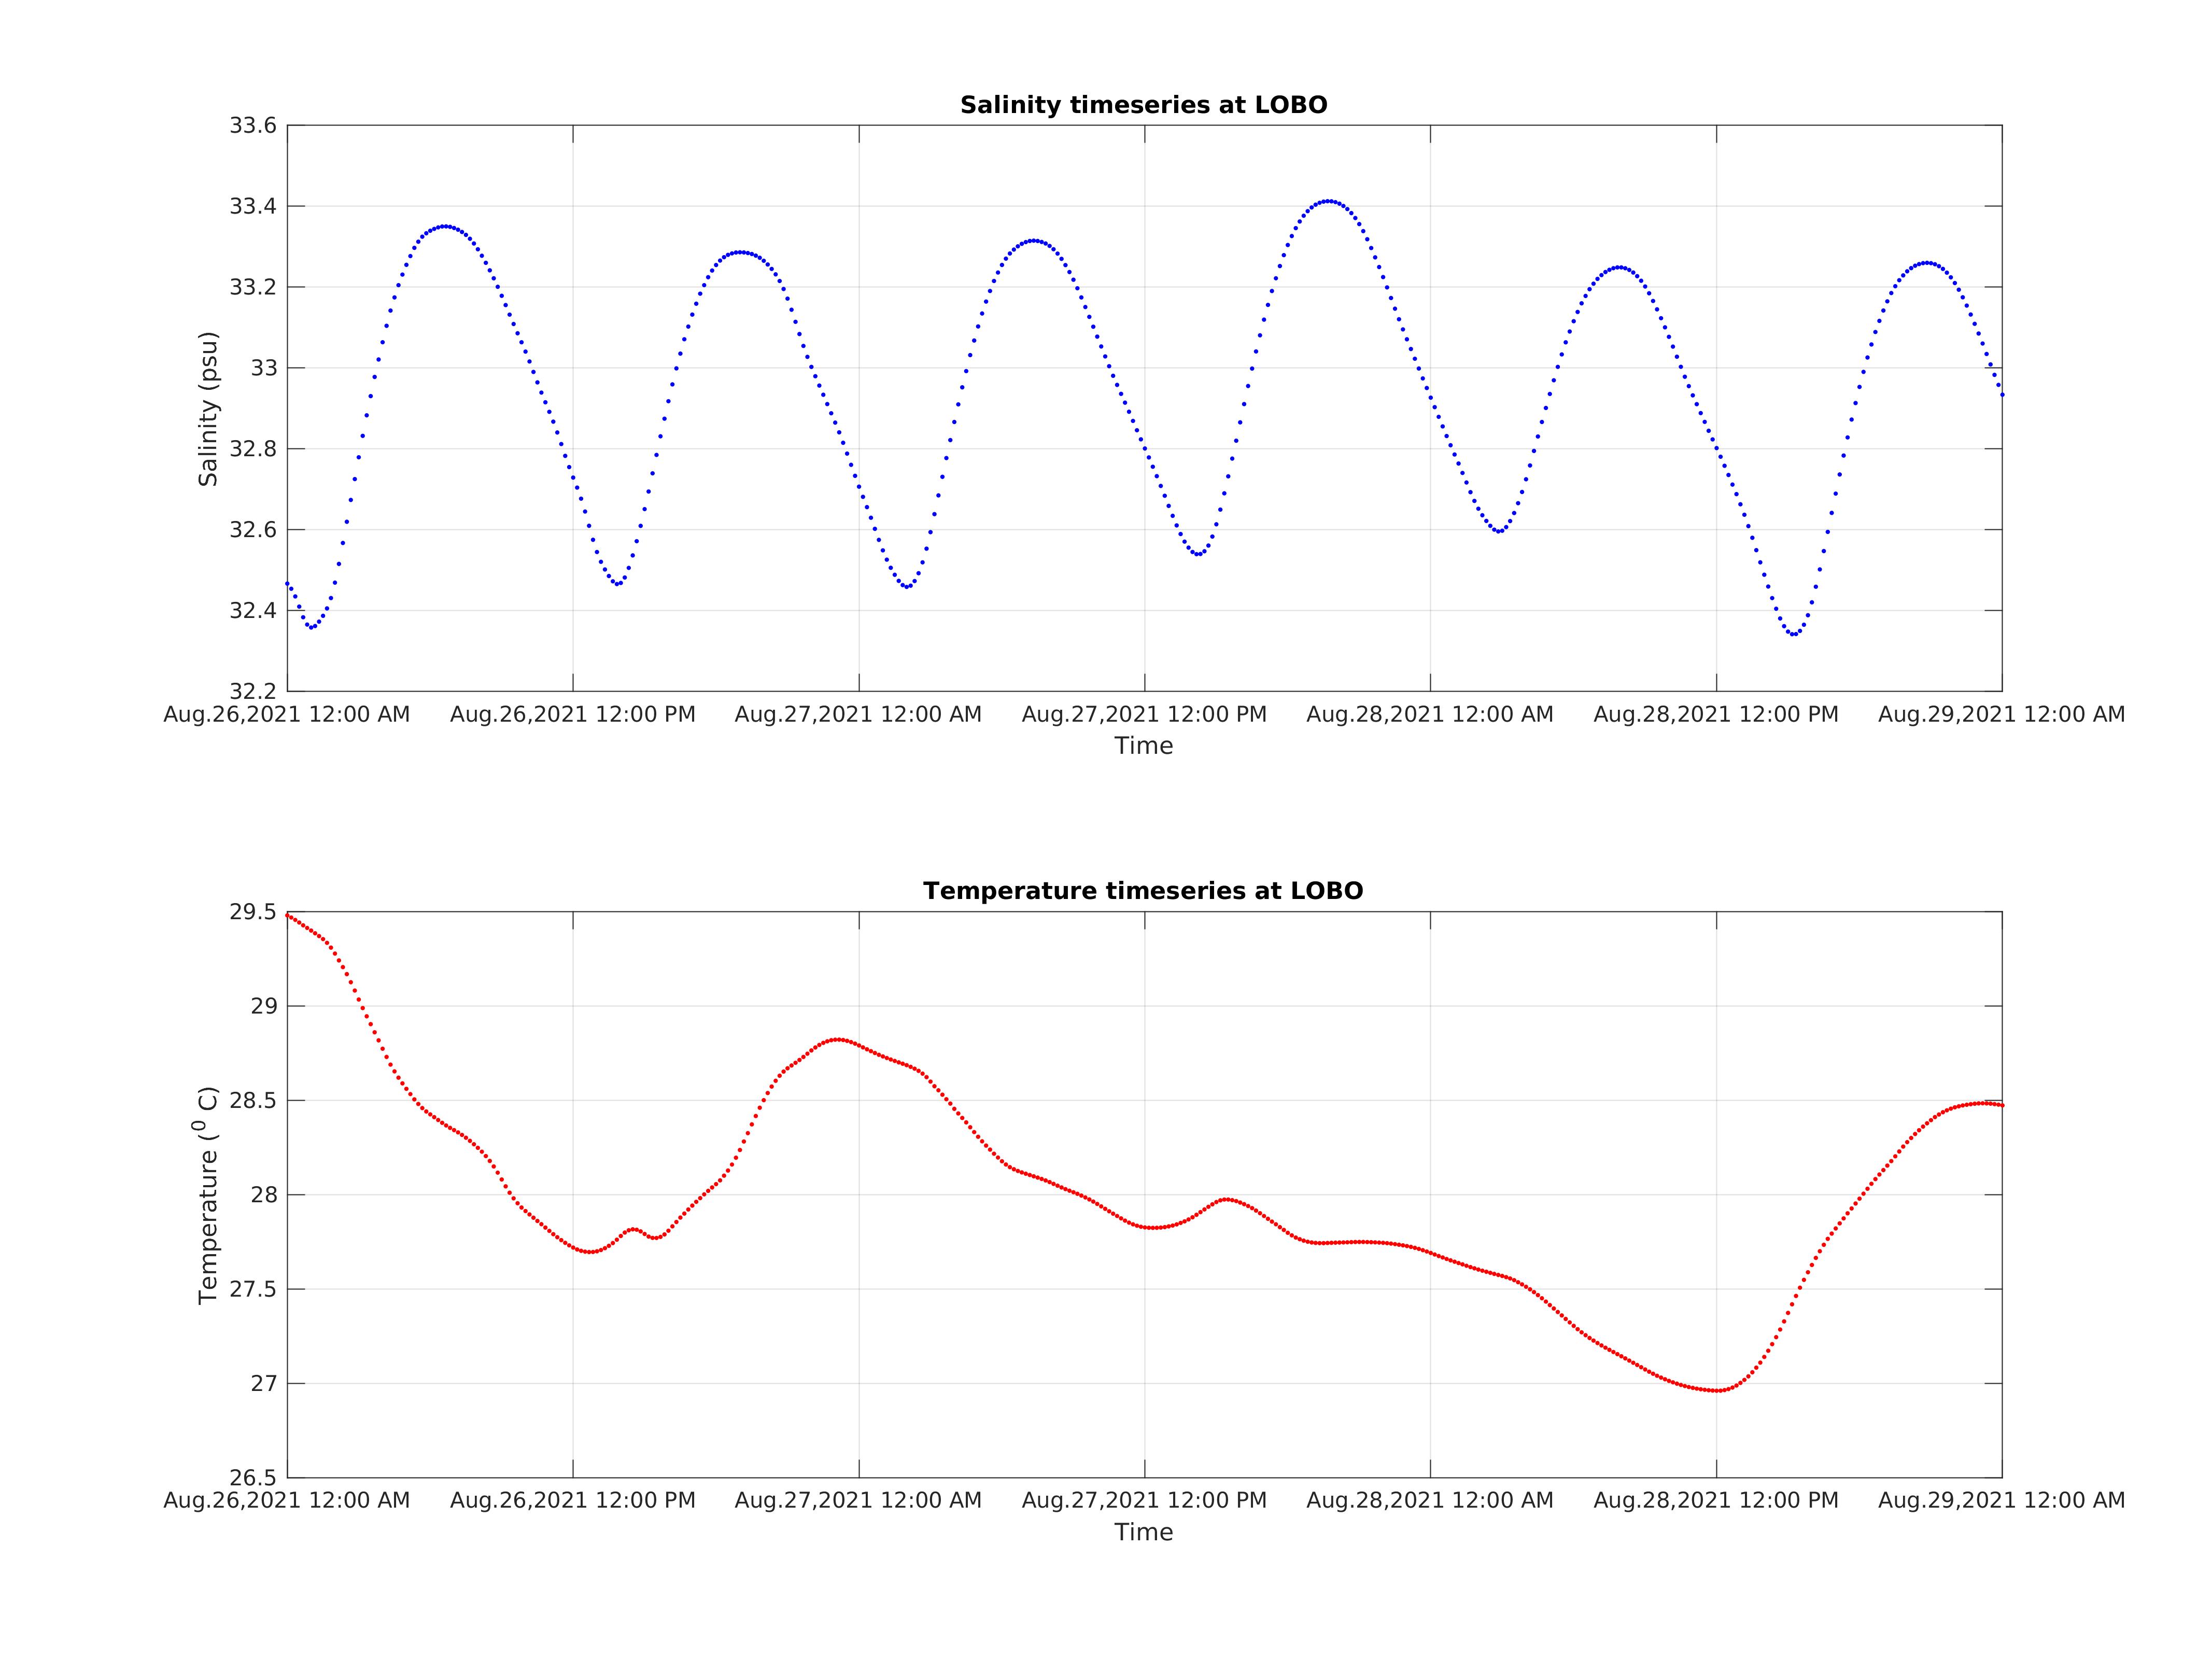 Salinity timeseries at LOBO
33.6
33.4
33.2
33
32.8
32.6
32.4
32.2
Salinity (psu)
Aug.26,2021 12:00 AM Aug.26,2021 12:00 PM Aug.27,2021 12:00 AM Aug.27,2021 12:00 PM Aug.28,2021 12:00 AM Aug.28,2021 12:00 PM Aug.29,2021 12:00 AM
Time
Temperature timeseries at LOBO
29.5
29
28.5
28
27.5
27
26.5
Temperature (⁰ C)
Aug.26,2021 12:00 AM Aug.26,2021 12:00 PM Aug.27,2021 12:00 AM Aug.27,2021 12:00 PM Aug.28,2021 12:00 AM Aug.28,2021 12:00 PM Aug.29,2021 12:00 AM
Time